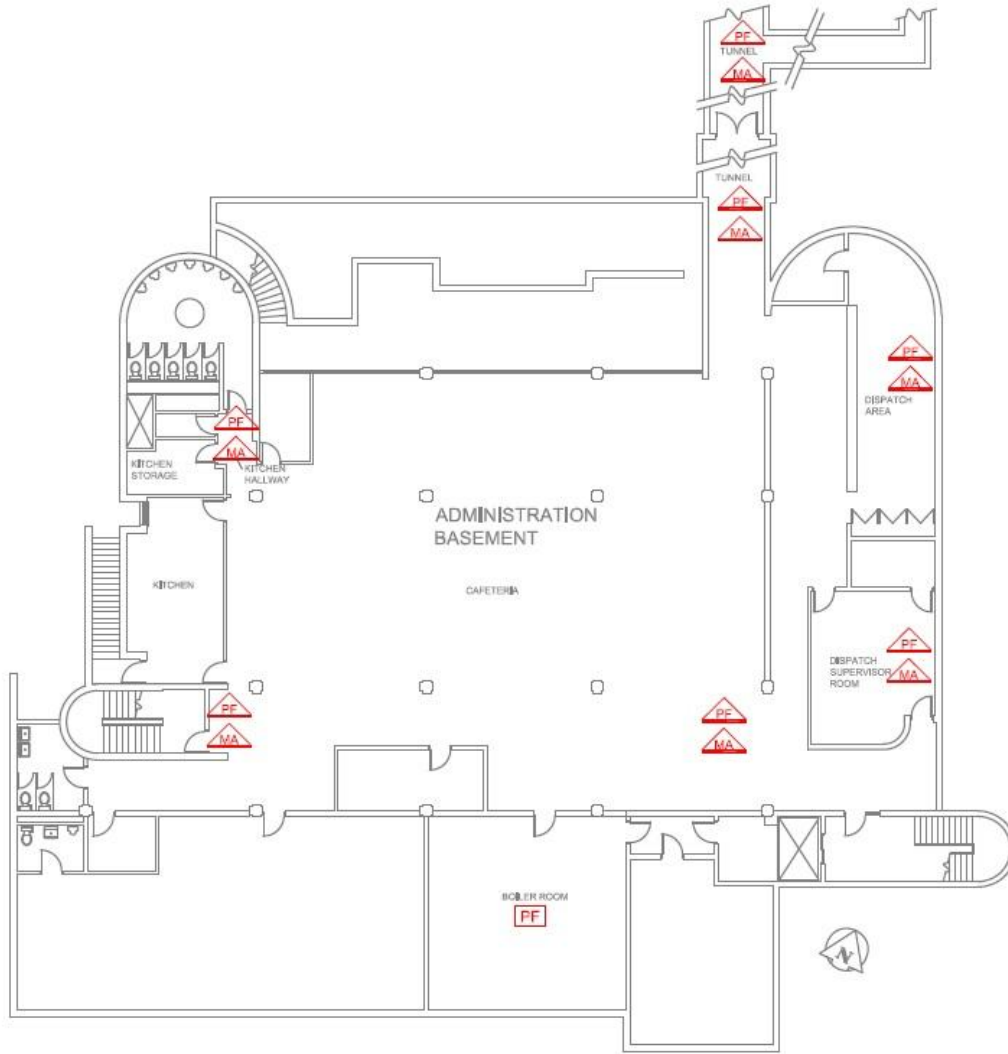 PF
TUNNEL
MA
TUNNEL
PF
MA
PF
MA
DISPATCH
AREA
PF
MA
KITCHEN
STORAGE
KITCHEN
HALLWAY
ADMINISTRATION
BASEMENT
KITCHEN
CAFETERIA
PF
MA
DISPATCH
SUPERVISOR
ROOM
PF
MA
PF
MA
BOILER ROOM
PF
N